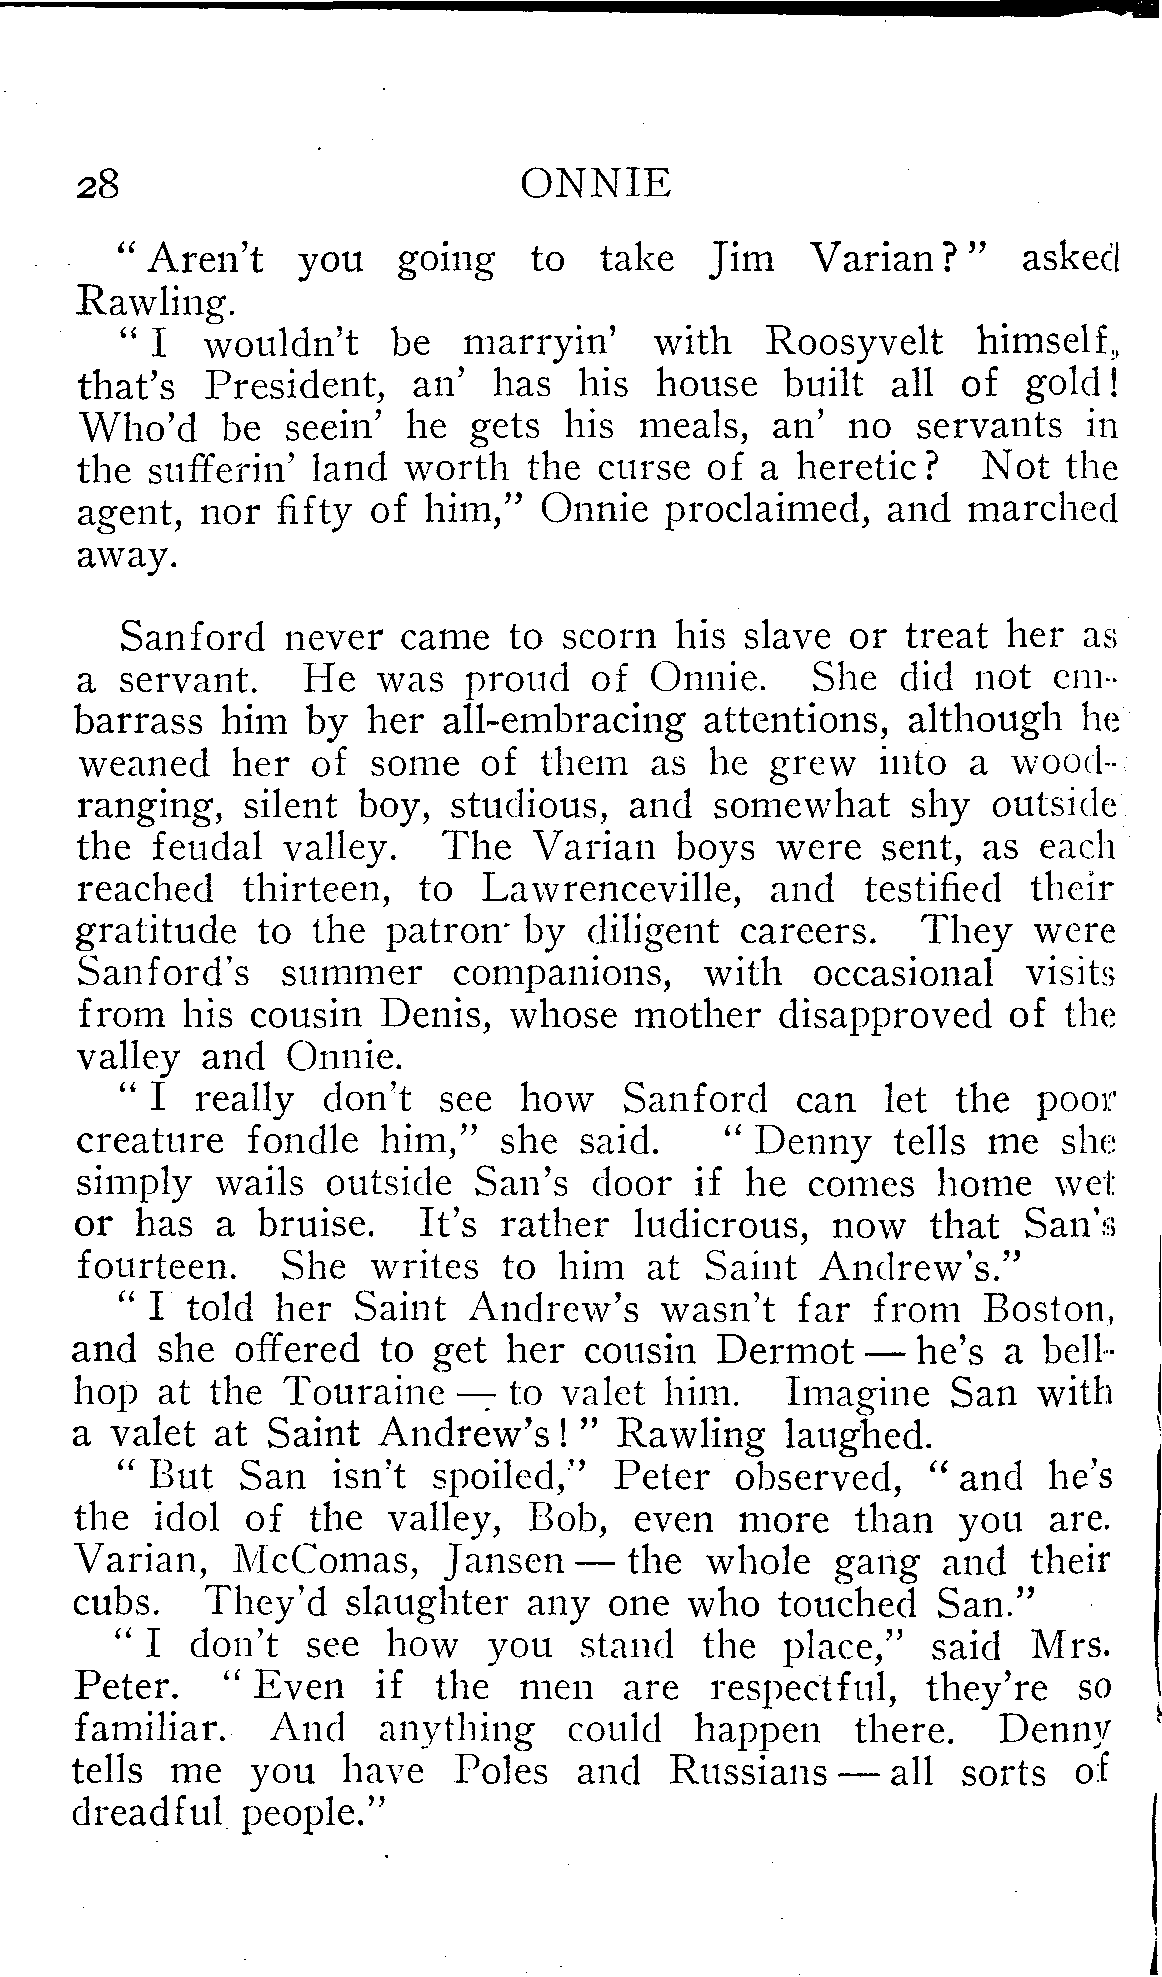 28 ONNIE
" Aren't you going to take Jim Varian? " asked
Rawling.
" I wouldn't be marryin' with Roosyvelt himself,
that's President, an' has his house built all of gold!
Who'd be seein' he gets his meals, an' no servants in
the sufferin' land worth the curse of a heretic? Not the
agent, nor fifty of him," Onnie proclaimed, and marched
away.
Sanford never came to scorn his slave or treat her as
a servant. He was proud of Onnie. She did not em-
barrass him by her all-embracing attentions, although he
weaned her of some of them as he grew into a wood-
ranging, silent boy, studious, and somewhat shy outside
the feudal valley. The Varian boys were sent, as each
reached thirteen, to Lawrenceville, and testified their
gratitude to the patron by diligent careers. They were
Sanford's summer companions, with occasional visits
from his cousin Denis, whose mother disapproved of the
valley and Onnie.
" I really don't see how Sanford can let the poor
creature fondle him," she said. " Denny tells me she
simply wails outside San's door if he comes home wet
or has a bruise. It's rather ludicrous, now that San's
fourteen. She writes to him at Saint Andrew's."
" I told her Saint Andrew's wasn't far from Boston,
and she offered to get her cousin Dermot — he's a bell-
hop at the Touraine — to valet him. Imagine San with
a valet at Saint Andrew's! " Rawling laughed.
" But San isn't spoiled," Peter observed, " and he's
the idol of the valley, Bob, even more than you are.
Varian, McComas, Jansen — the whole gang and their
cubs. They'd slaughter any one who touched San."
" I don't see how you stand the place," said Mrs.
Peter. " Even if the men are respectful, they're so
familiar. And anything could happen there. Denny
tells me you have Poles and Russians — all sorts of
dreadful people."